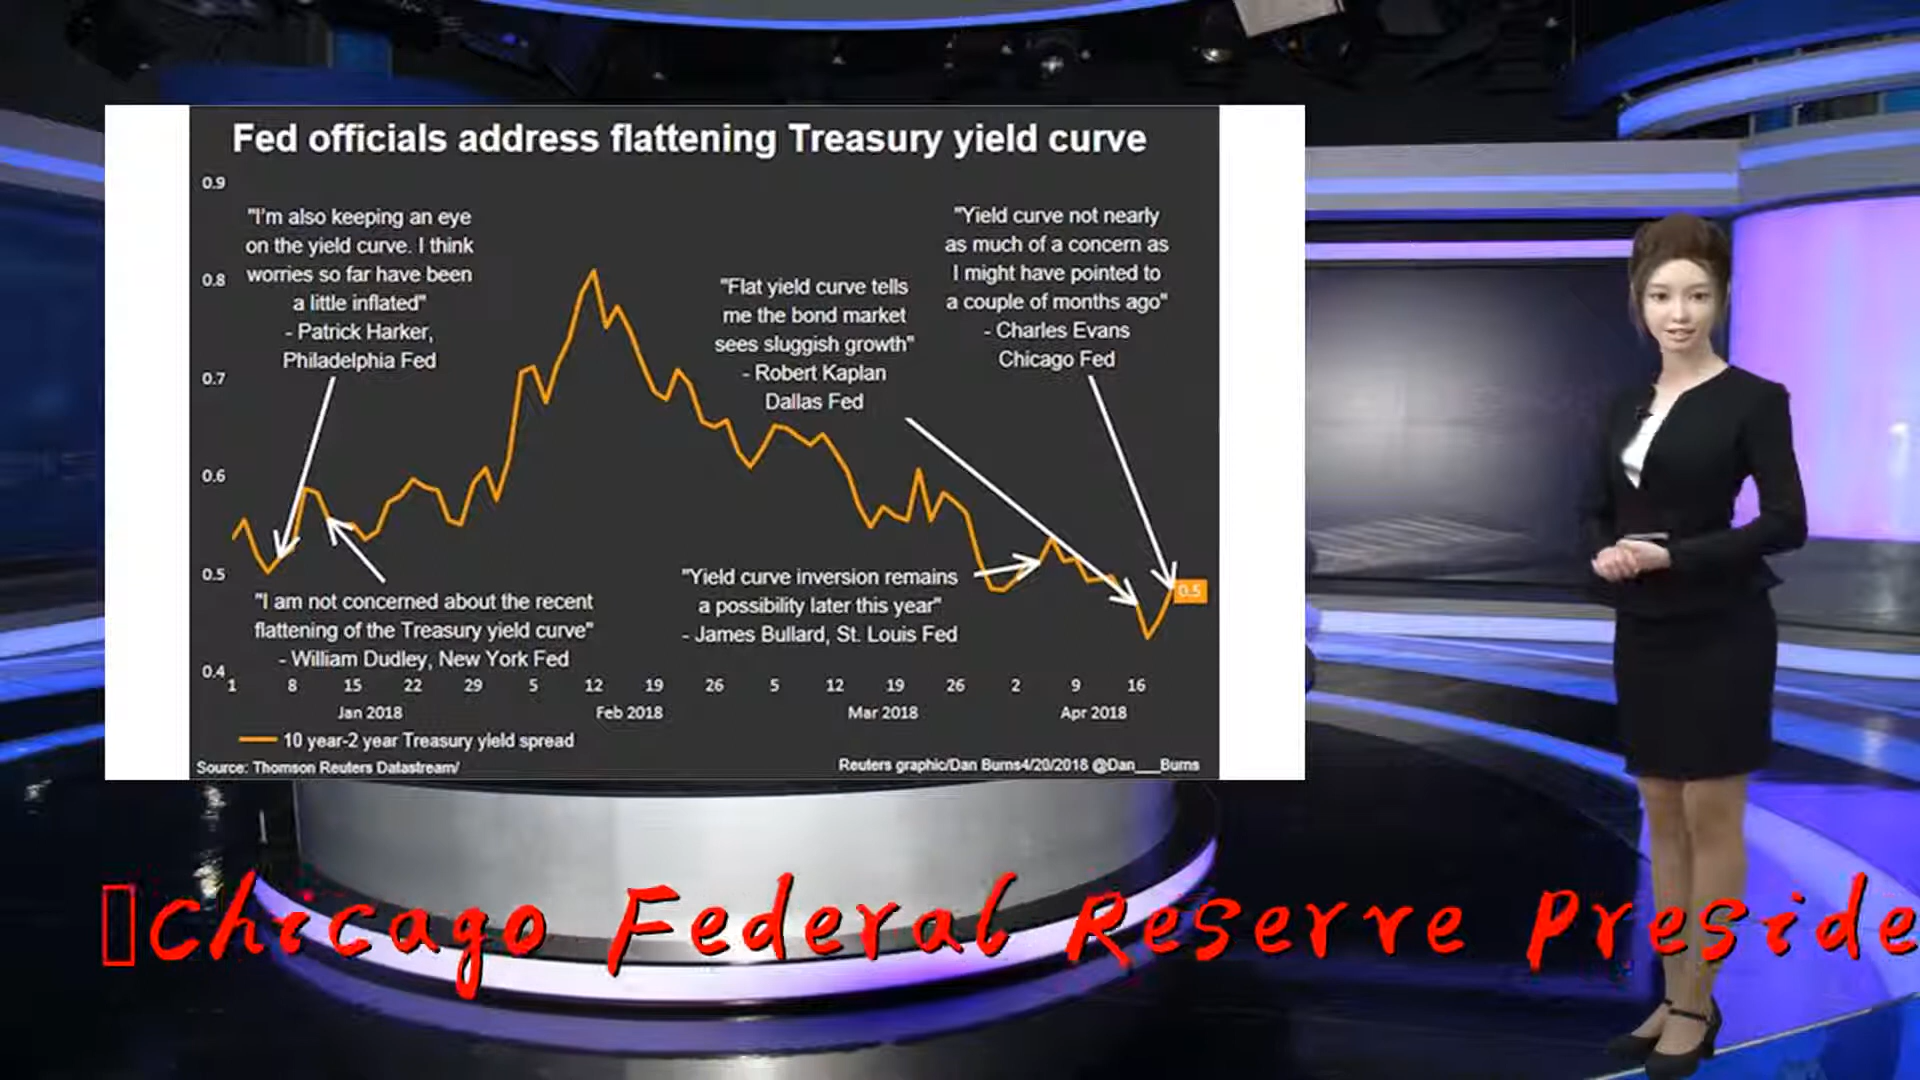 Fed officials address flattening Treasury yield curve
0.9
0.8
0.7
0.6
0.5
0.4
"I'm also keeping an eye
on the yield curve. I think
worries so far have been
a little inflated"
- Patrick Harker,
Philadelphia Fed
"Flat yield curve tells
me the bond market
sees sluggish growth"
- Robert Kaplan
Dallas Fed
"Yield curve not nearly
as much of a concern as
I might have pointed to
a couple of months ago"
- Charles Evans
Chicago Fed
"I am not concerned about the recent
flattening of the Treasury yield curve"
- William Dudley, New York Fed
"Yield curve inversion remains
a possibility later this year"
- James Bullard, St. Louis Fed
0.5
1 8 15 22 29 5 12 19 26 5 12 19 26 2 9 16
Jan 2018 Feb 2018 Mar 2018 Apr 2018
10 year-2 year Treasury yield spread
Source: Thomson Reuters Datastream/
Reuters graphic/Dan Burns4/20/2018 @Dan___Burns
Chicago Federal Reserve Preside